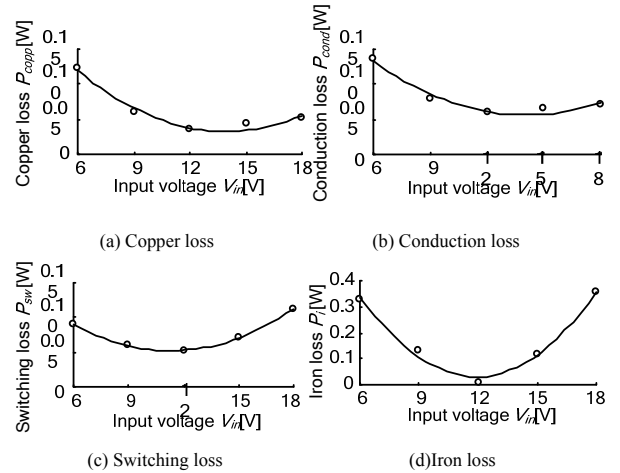 Copper loss Pcopp[W]
0.1
5
0.1
0
0.0
5
0
6 9 12 15 18
Input voltage Vin[V]
(a) Copper loss
Conduction loss Pcond[W]
0.1
5
0.1
0
0.0
5
0
6 9 1 1 1
2 5 8
Input voltage Vin[V]
(b) Conduction loss
Switching loss Psw[W]
0.1
5
0.1
0
0.0
5
0
6 9 1 15 18
2
Input voltage Vin[V]
(c) Switching loss
Iron loss Pi[W]
0.4
0.3
0.2
0.1
0
6 9 12 15 18
Input voltage Vin[V]
(d)Iron loss